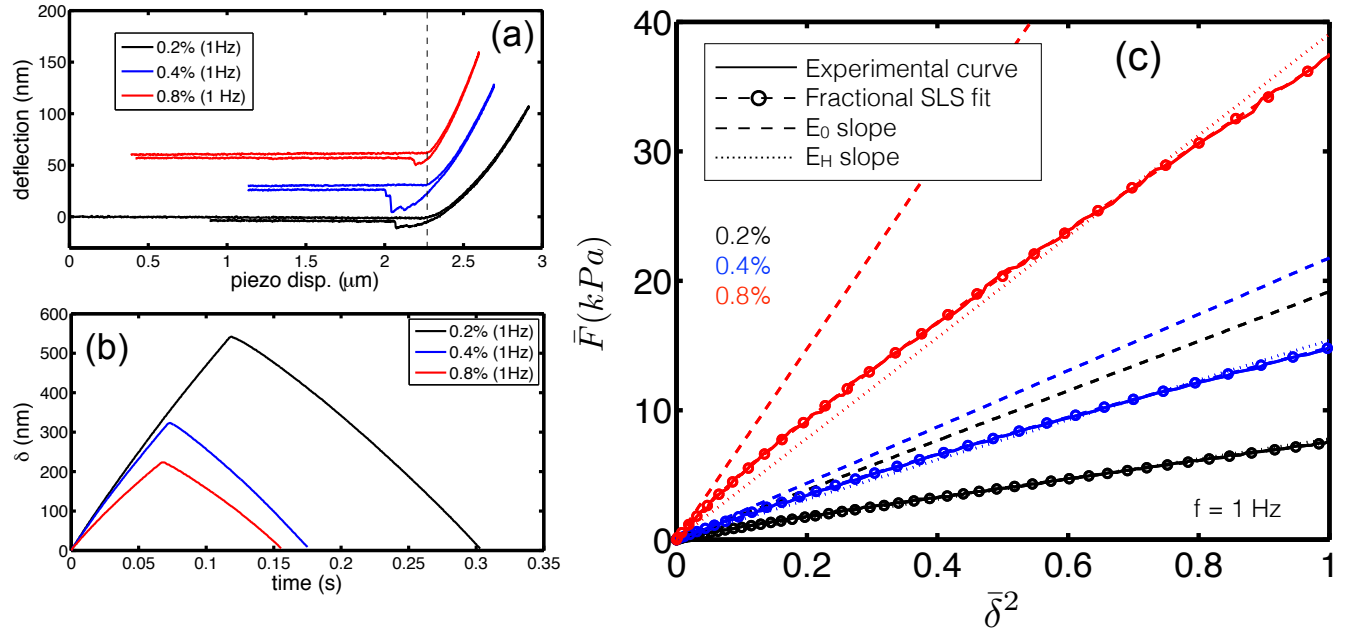 200
150
100
50
0
deflection (nm)
0.2% (1Hz)
0.4% (1Hz)
0.8% (1 Hz)
(a)
0 0.5 1 1.5 2 2.5 3
piezo disp. (μm)
600
500
400
300
200
100
0
δ (nm)
(b)
0.2% (1Hz)
0.4% (1Hz)
0.8% (1Hz)
0 0.05 0.1 0.15 0.2 0.25 0.3 0.35
time (s)
40
30
20
10
0
F̄(kPa)
Experimental curve
Fractional SLS fit
E₀ slope
E_H slope
(c)
0.2%
0.4%
0.8%
f = 1 Hz
0 0.2 0.4 0.6 0.8 1
δ̄²